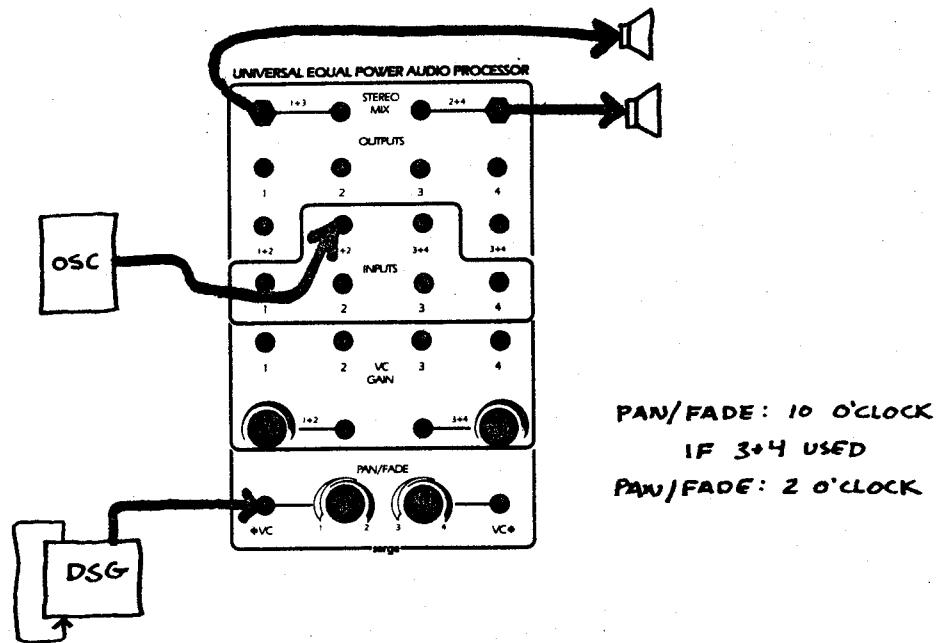 UNIVERSAL EQUAL POWER AUDIO PROCESSOR
1+3 STEREO MIX 2+4
OUTPUTS
1 2 3 4
1+2 +2 3+4 3+4
OSC
INPUTS
1 2 3 4
1 2 3 4
VC
GAIN
1+2 3+4
PAN/FADE: 10 O'CLOCK
IF 3+4 USED
PAN/FADE: 2 O'CLOCK
PAN/FADE
1 2 3 4
+VC VC+
serge
DSG